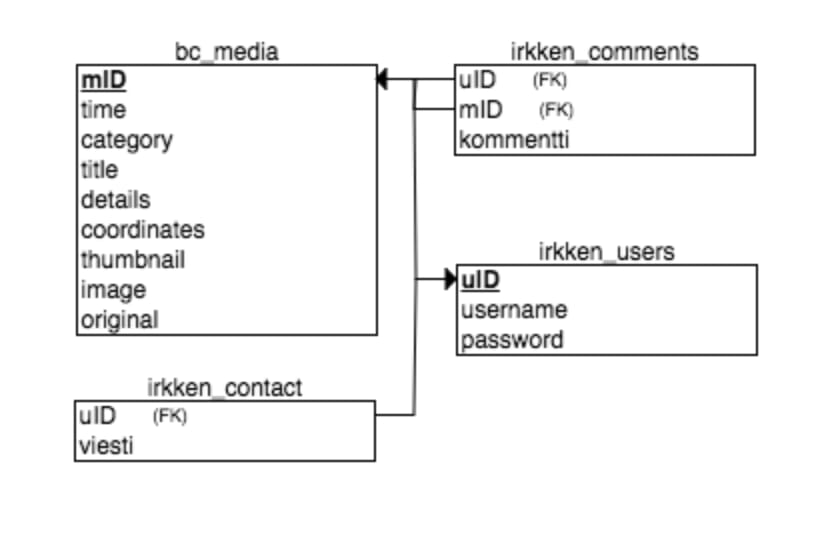 bc_media
mID
time
category
title
details
coordinates
thumbnail
image
original
irkken_comments
uID (FK)
mID (FK)
kommentti
irkken_users
uID
username
password
irkken_contact
uID (FK)
viesti